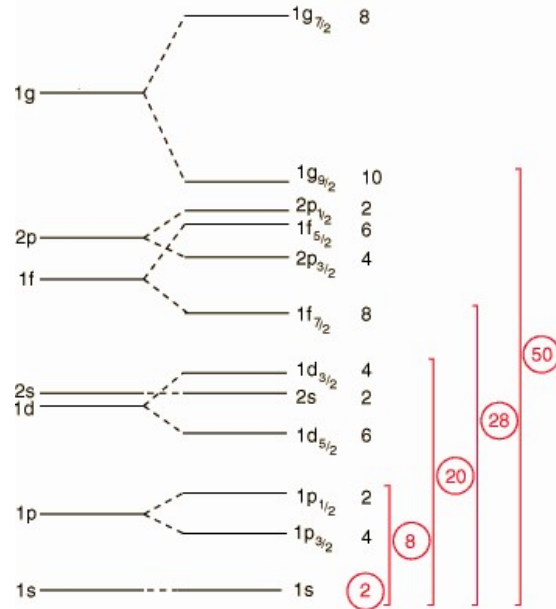 1g₇/₂ 8
1g
1g₉/₂ 10
2p₁/₂ 2
1f₅/₂ 6
2p
2p₃/₂ 4
1f
1f₇/₂ 8
50
1d₃/₂ 4
2s 2s 2
1d
28
1d₅/₂ 6
20
1p₁/₂ 2
1p
1p₃/₂ 4
8
1s 1s 2